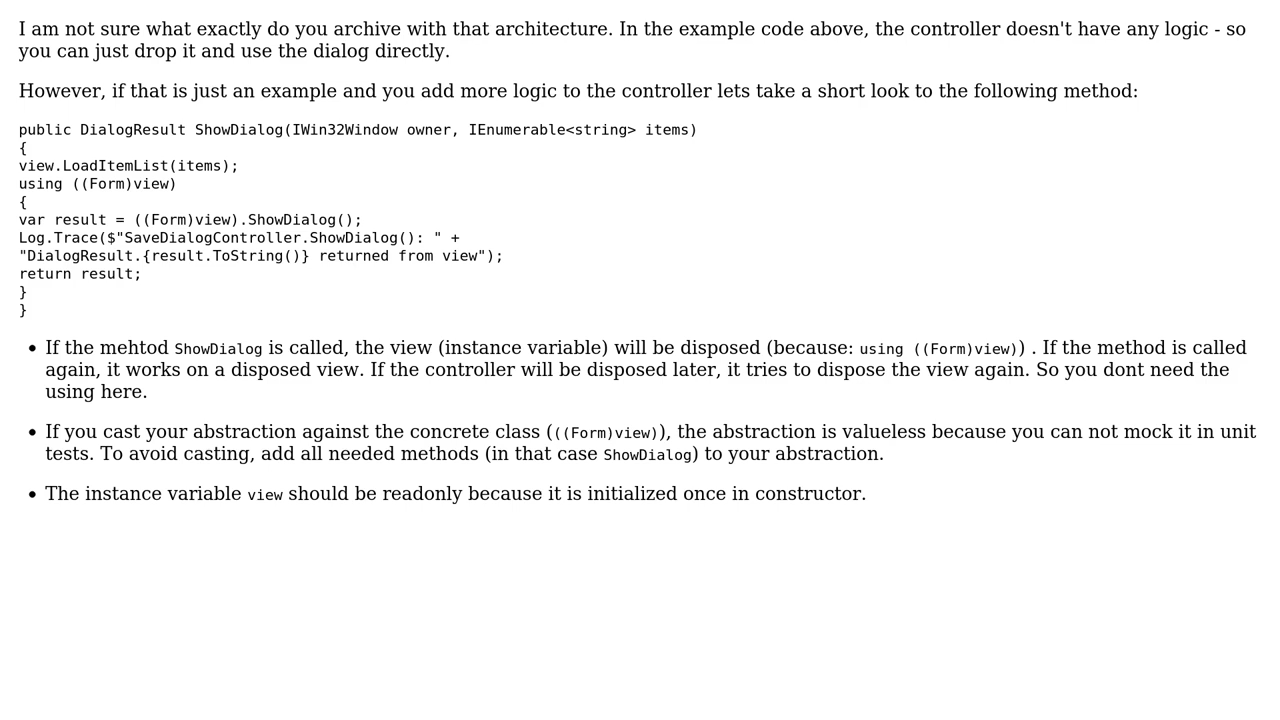 I am not sure what exactly do you archive with that architecture. In the example code above, the controller doesn't have any logic - so
you can just drop it and use the dialog directly.
However, if that is just an example and you add more logic to the controller lets take a short look to the following method:
public DialogResult ShowDialog(IWin32Window owner, IEnumerable<string> items)
{
view.LoadItemList(items);
using ((Form)view)
{
var result = ((Form)view).ShowDialog();
Log.Trace($"SaveDialogController.ShowDialog(): " +
"DialogResult.{result.ToString()} returned from view");
return result;
}
}
• If the mehtod ShowDialog is called, the view (instance variable) will be disposed (because: using ((Form)view)) . If the method is called
again, it works on a disposed view. If the controller will be disposed later, it tries to dispose the view again. So you dont need the
using here.
• If you cast your abstraction against the concrete class (((Form)view)), the abstraction is valueless because you can not mock it in unit
tests. To avoid casting, add all needed methods (in that case ShowDialog) to your abstraction.
• The instance variable view should be readonly because it is initialized once in constructor.